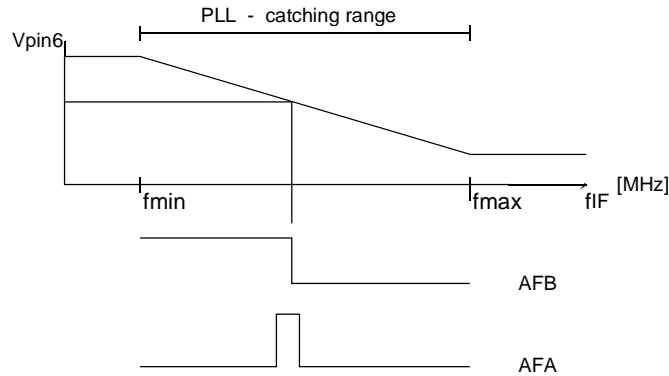 PLL - catching range
Vpin6
[MHz]
fmin
fmax
fIF
AFB
AFA